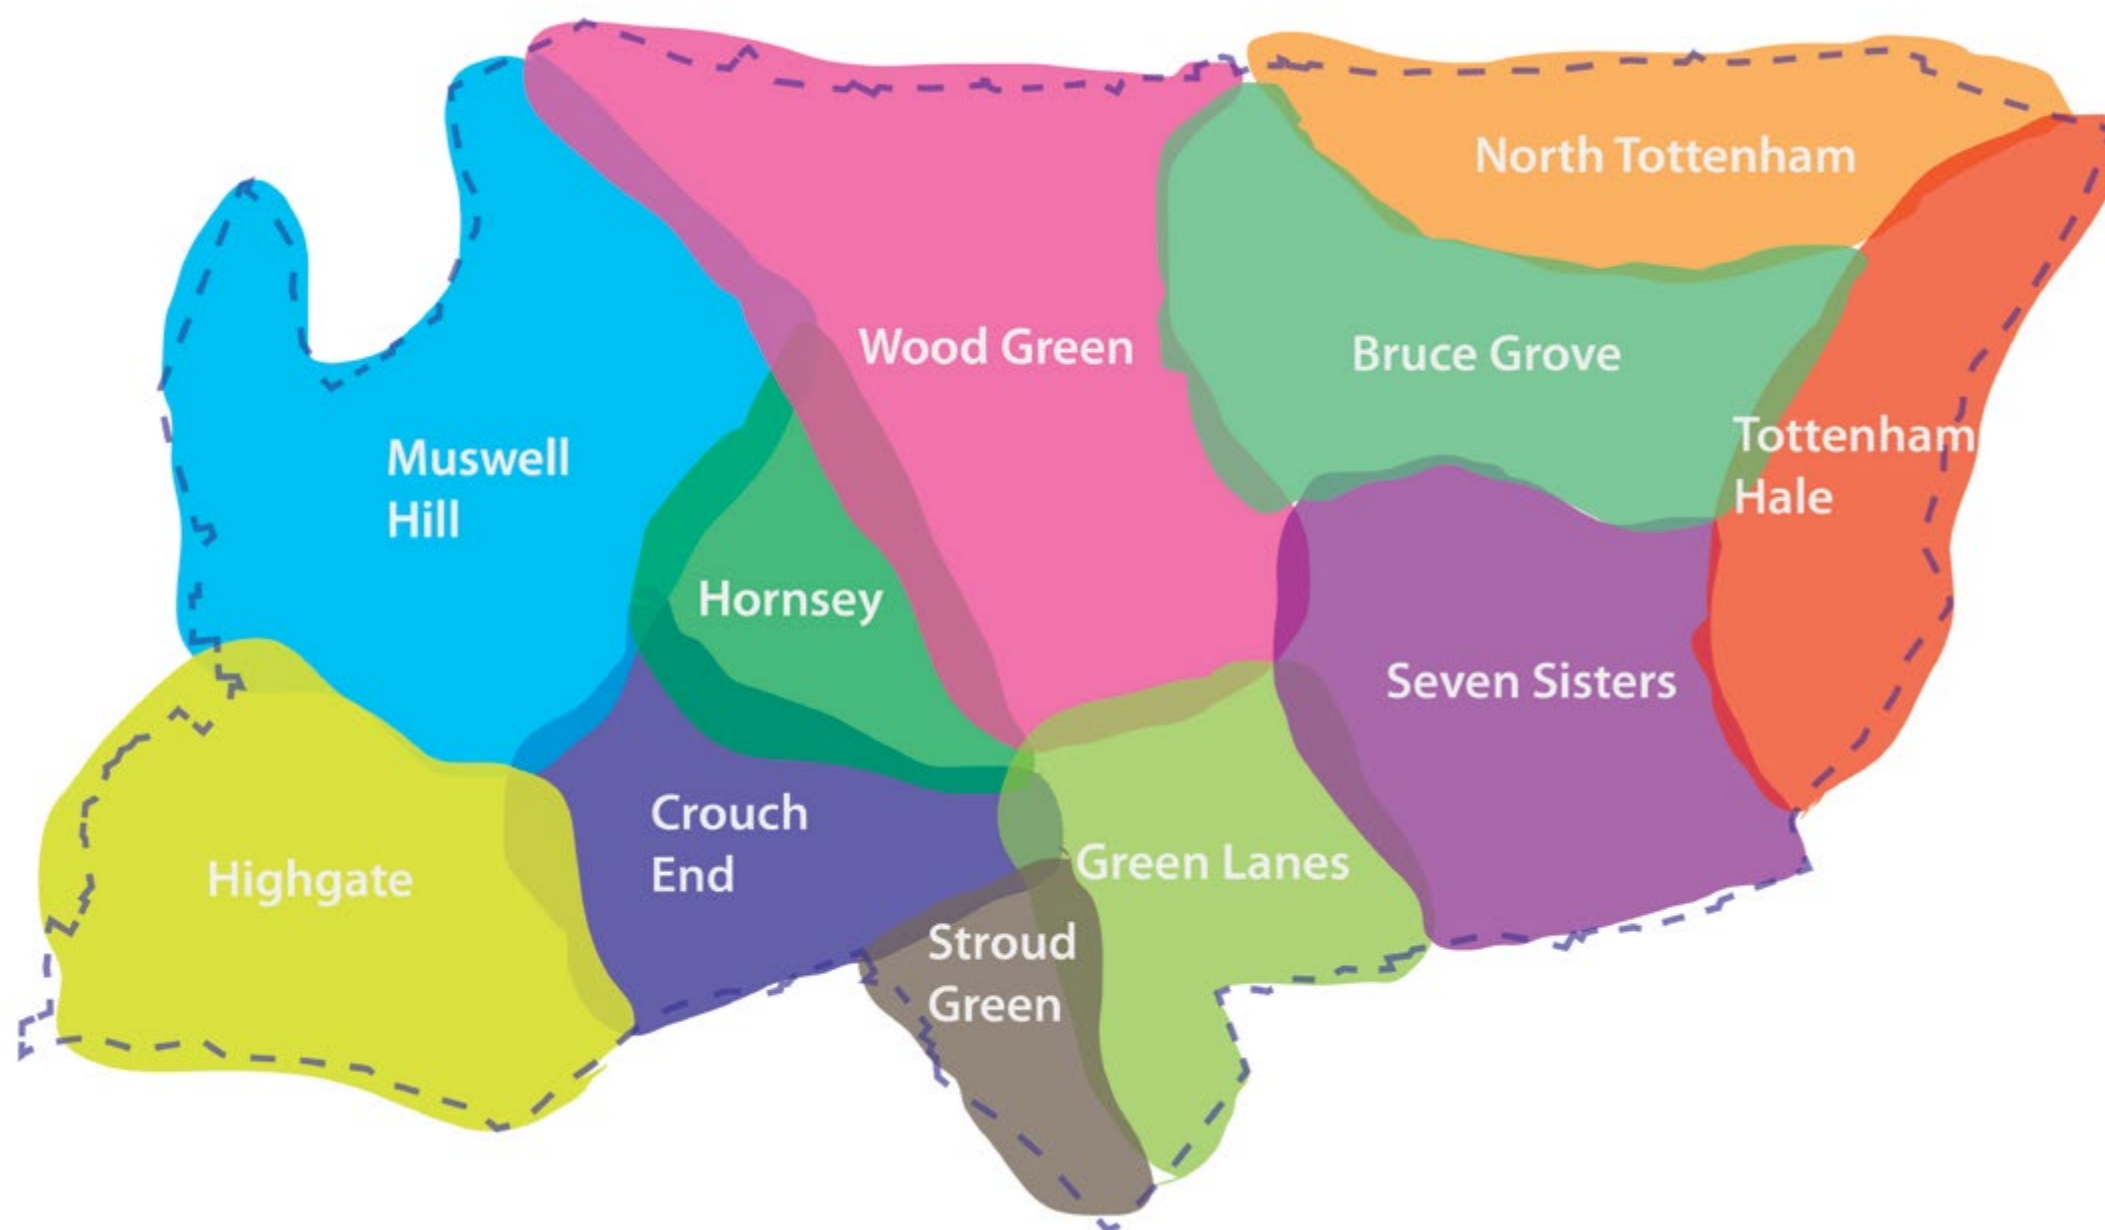 North Tottenham
Wood Green
Bruce Grove
Tottenham
Hale
Muswell
Hill
Hornsey
Seven Sisters
Crouch
End
Green Lanes
Highgate
Stroud
Green